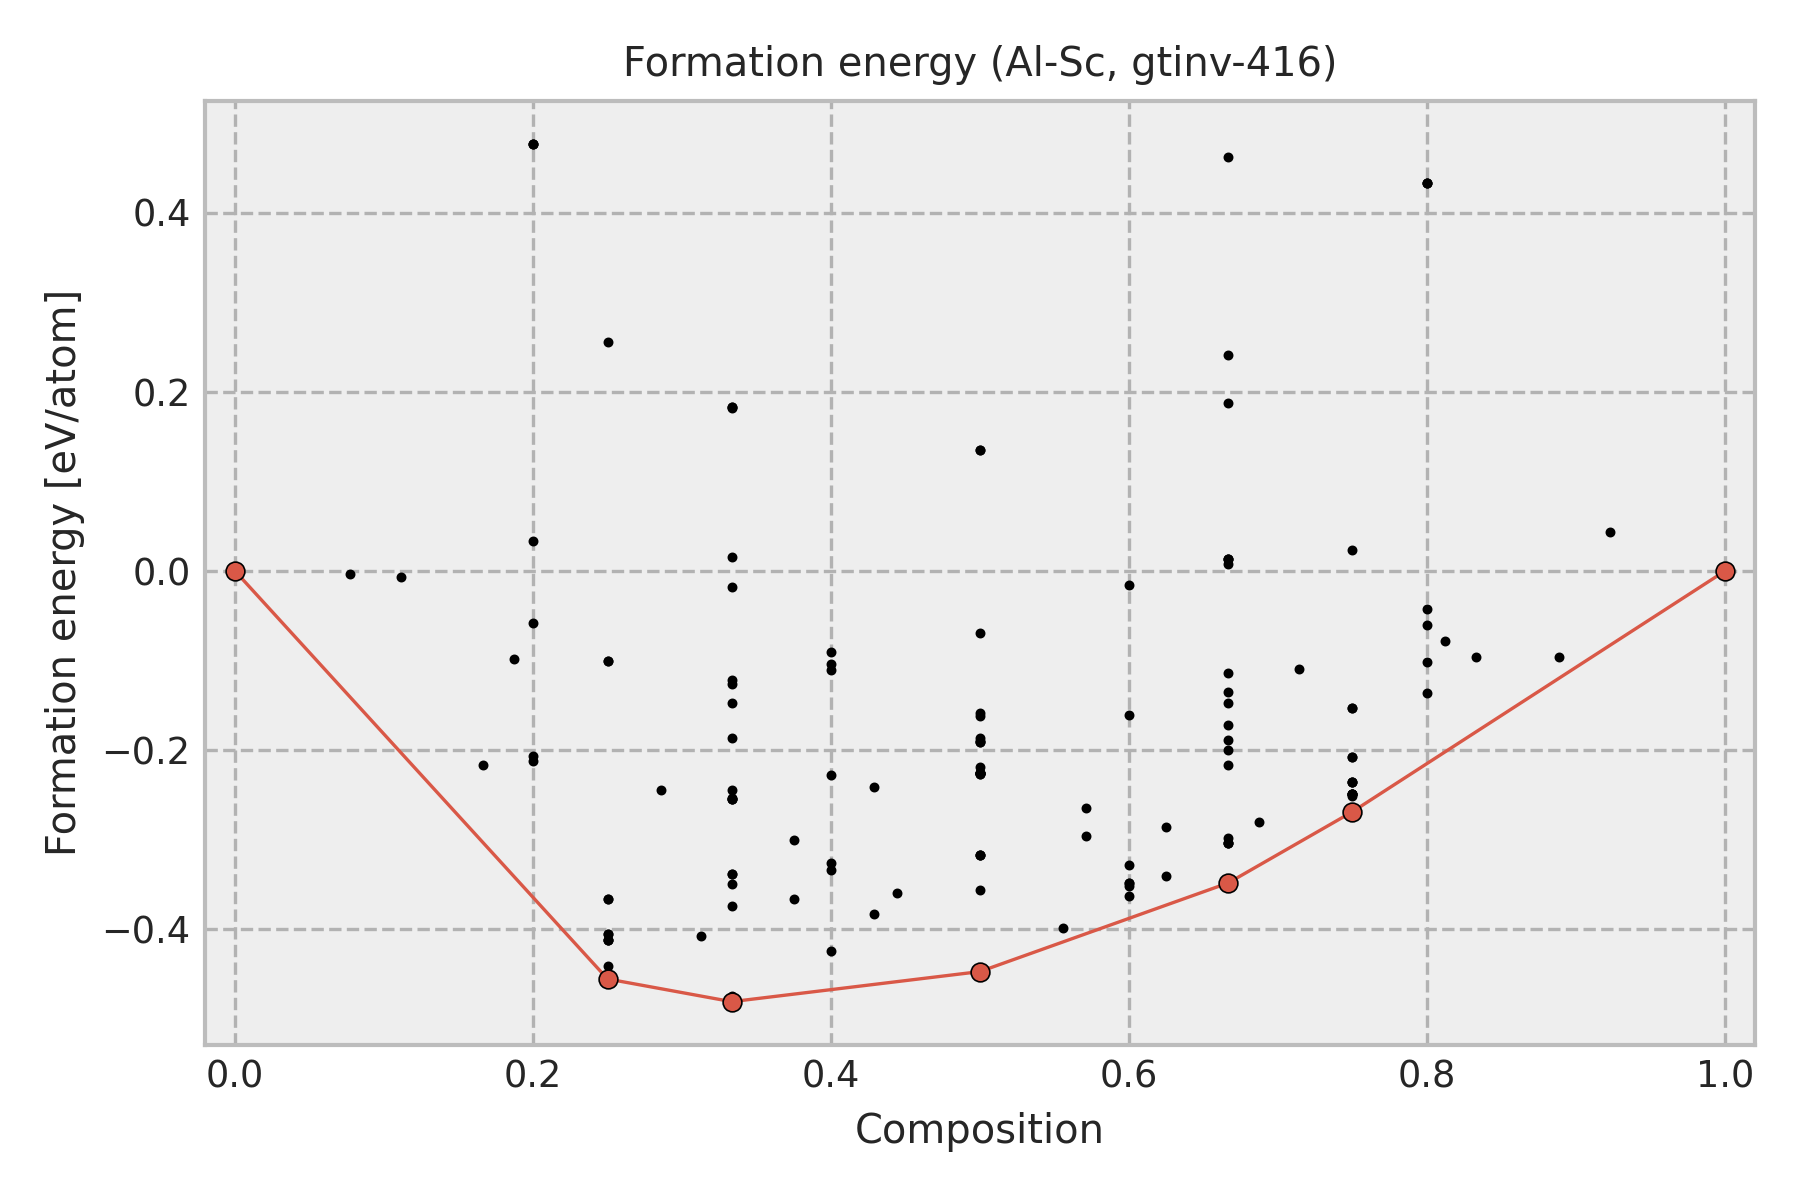 Formation energy (Al-Sc, gtinv-416)
Formation energy [eV/atom]
0.4
0.2
0.0
−0.2
−0.4
0.0 0.2 0.4 0.6 0.8 1.0
Composition